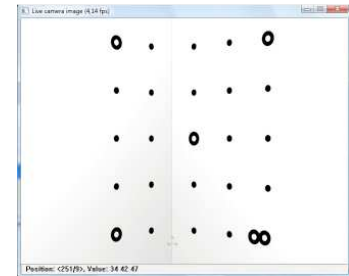 Live camera image (4,14 fps)
Position: <251/9>, Value: 34 42 47